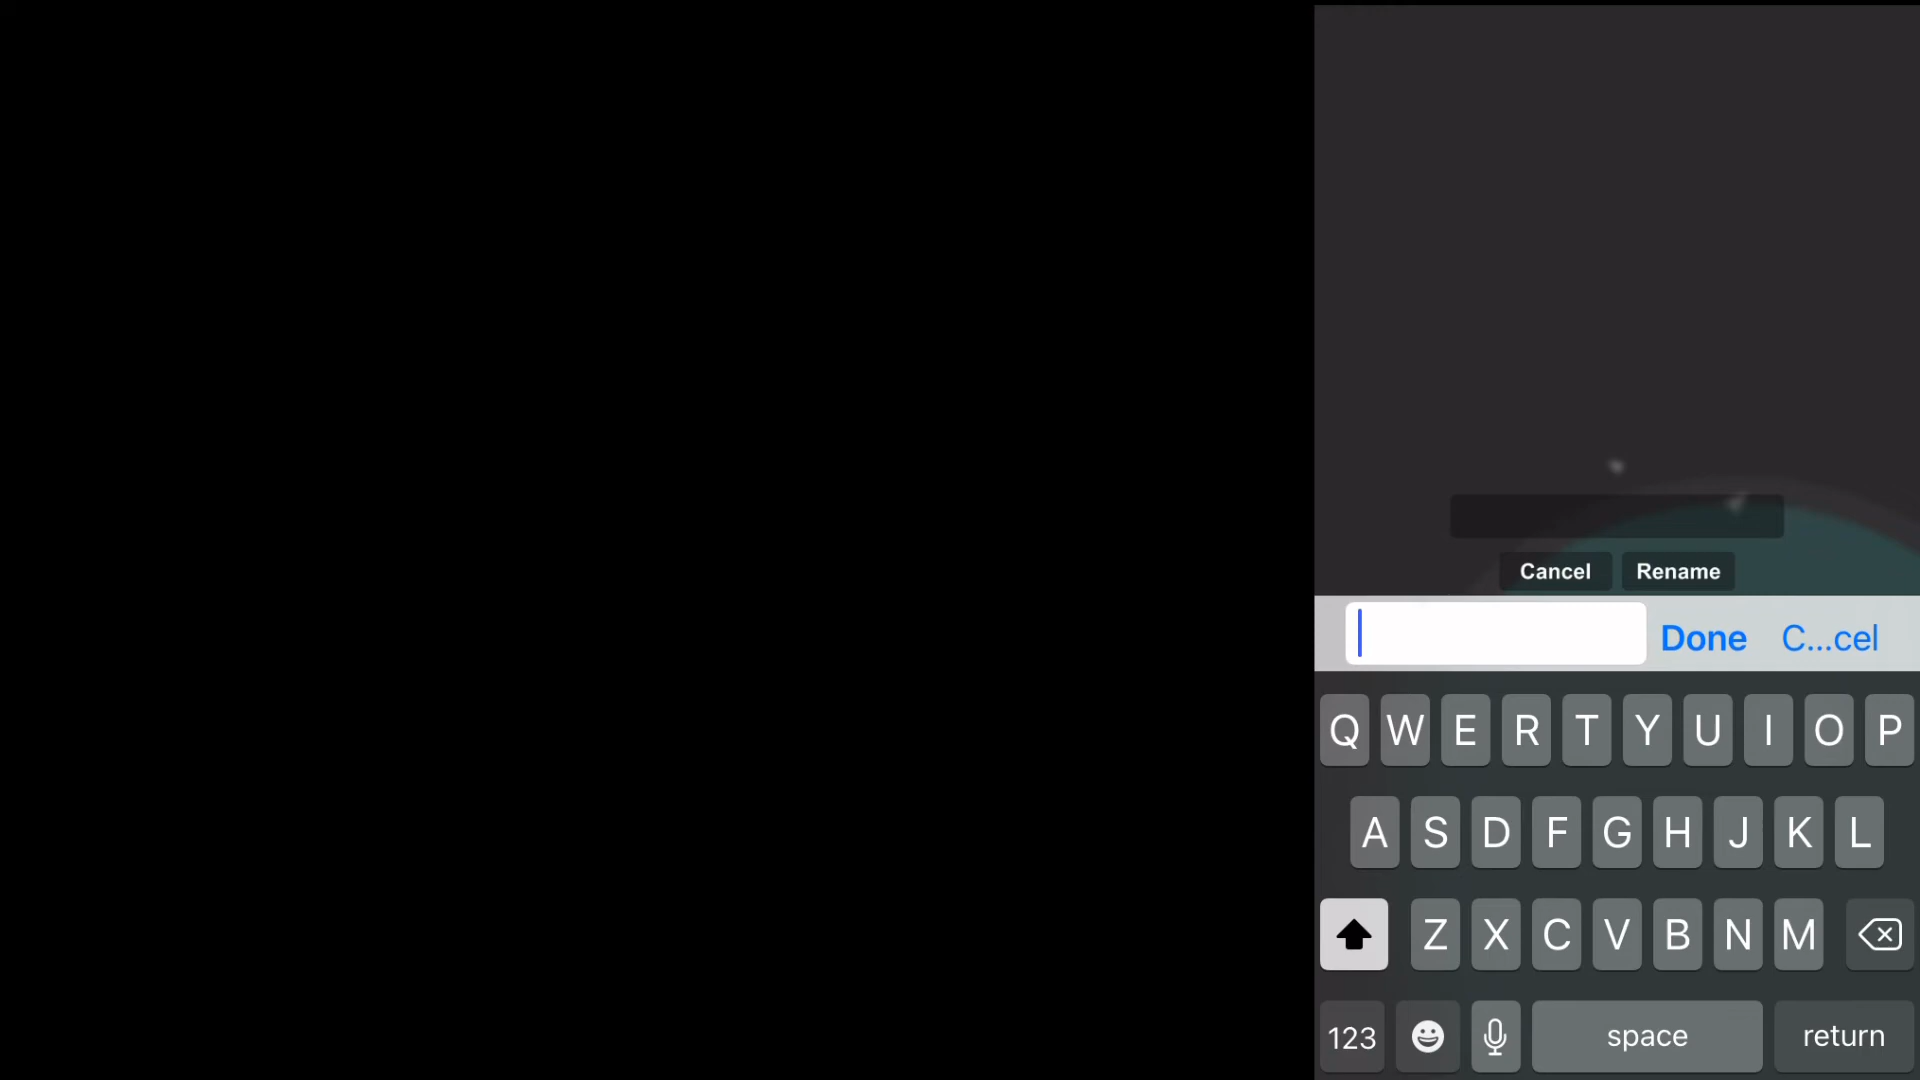 Cancel Rename
Done C...cel
Q W E R T Y U I O P
A S D F G H J K L
Z X C V B N M
123 space return